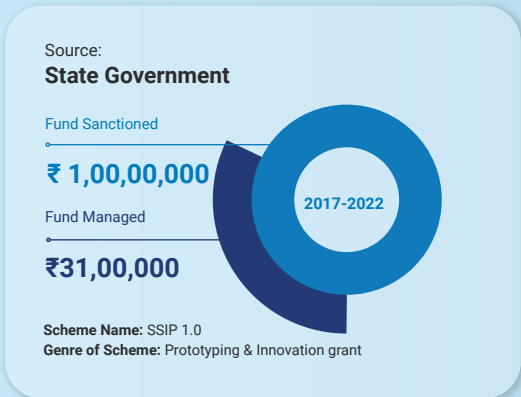 Source:
State Government
Fund Sanctioned
₹ 1,00,00,000
Fund Managed
₹31,00,000
2017-2022
Scheme Name: SSIP 1.0
Genre of Scheme: Prototyping & Innovation grant